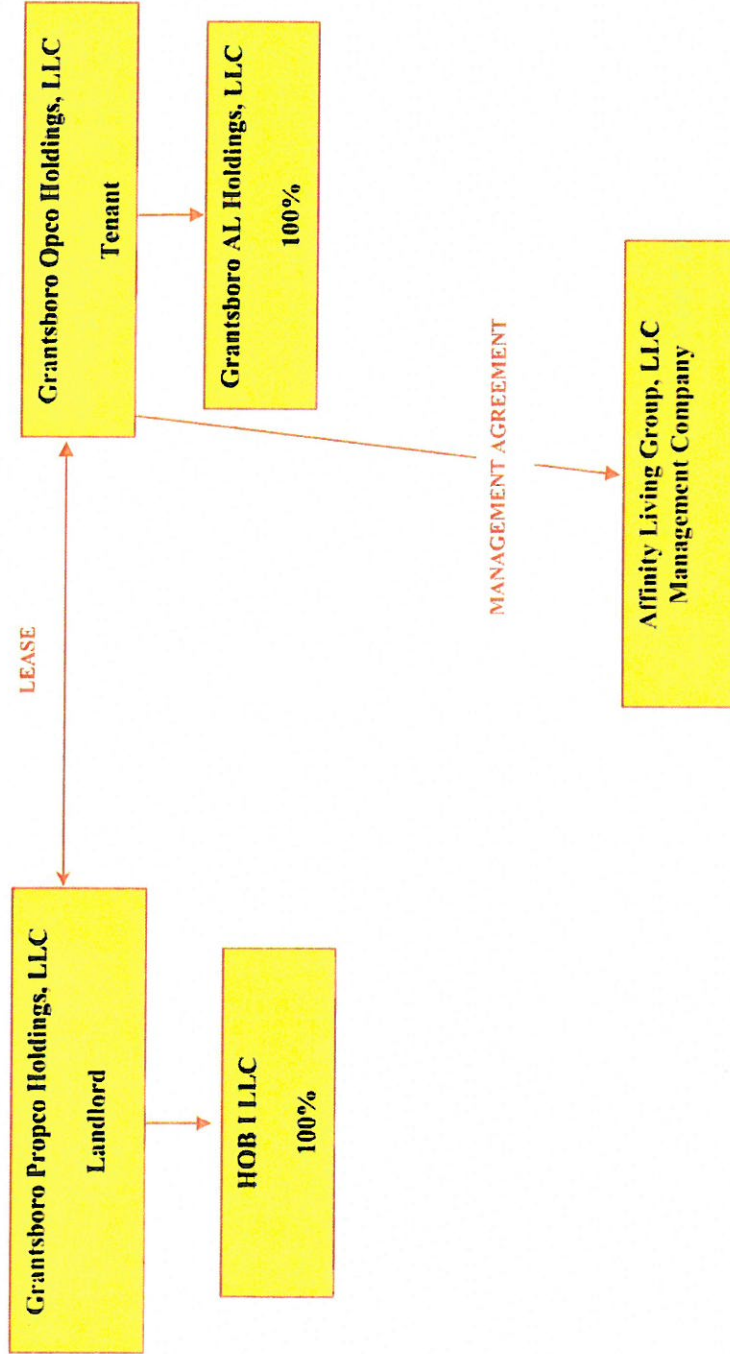 Grantsboro Propco Holdings, LLC
Landlord
LEASE
Grantsboro Opco Holdings, LLC
Tenant
HOB I LLC
100%
Grantsboro AL Holdings, LLC
100%
MANAGEMENT AGREEMENT
Affinity Living Group, LLC
Management Company